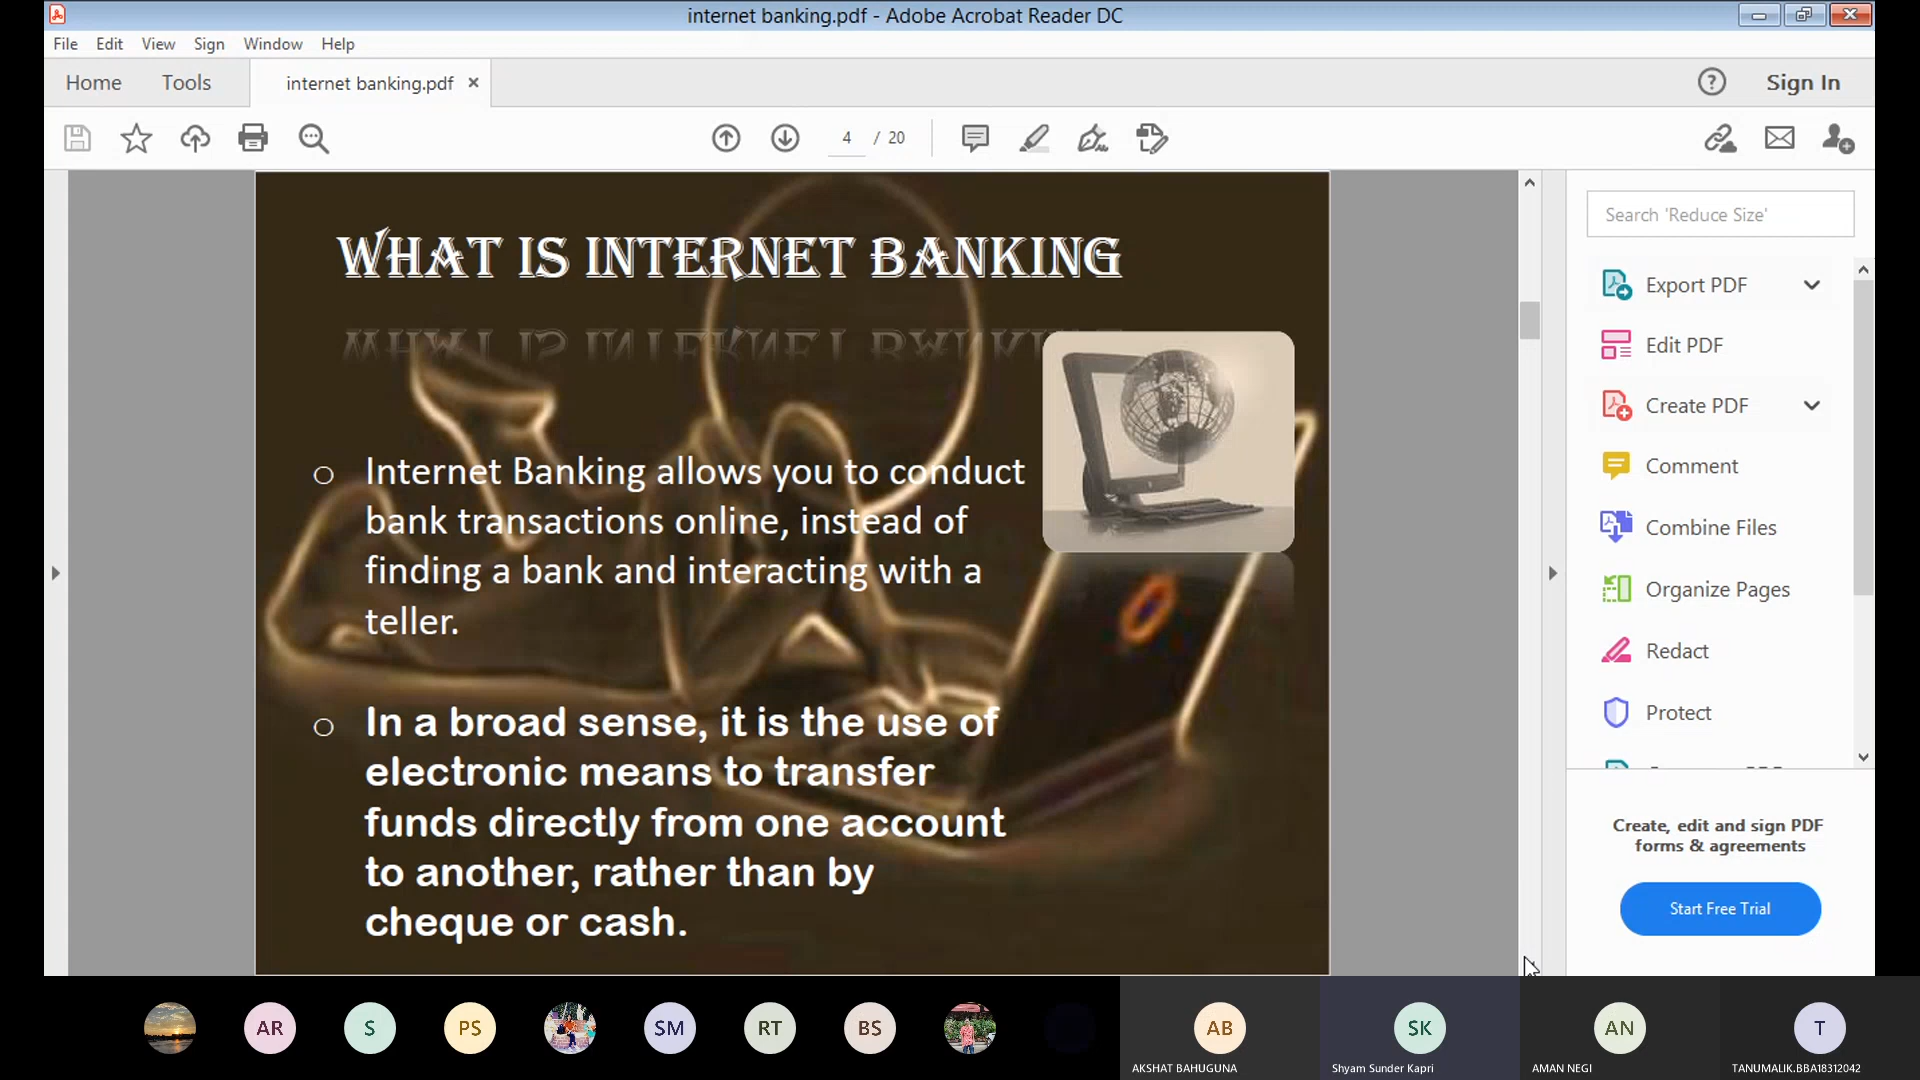 internet banking.pdf - Adobe Acrobat Reader DC
File Edit View Sign Window Help
Home Tools internet banking.pdf × Sign In
4 / 20
WHAT IS INTERNET BANKING
Internet Banking allows you to conduct
bank transactions online, instead of
finding a bank and interacting with a
teller.
In a broad sense, it is the use of
electronic means to transfer
funds directly from one account
to another, rather than by
cheque or cash.
Search 'Reduce Size'
Export PDF
Edit PDF
Create PDF
Comment
Combine Files
Organize Pages
Redact
Protect
Create, edit and sign PDF
forms & agreements
Start Free Trial
AR S PS SM RT BS AB SK AN T
AKSHAT BAHUGUNA Shyam Sunder Kapri AMAN NEGI TANUMALIK.BBA18312042